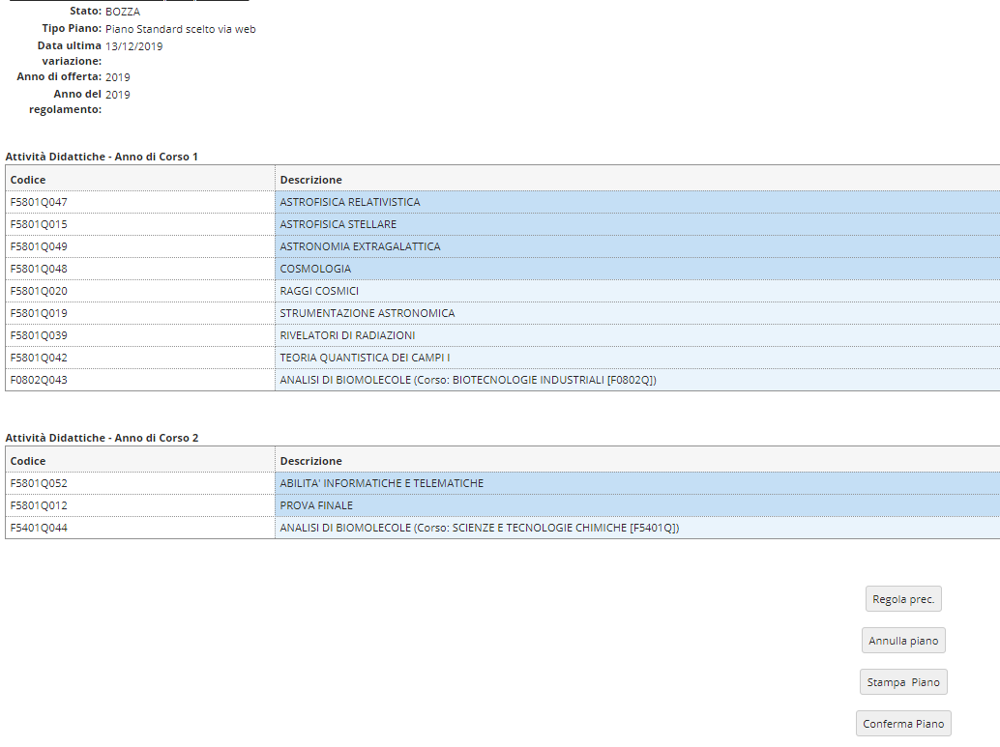 Stato: BOZZA
Tipo Piano: Piano Standard scelto via web
Data ultima variazione: 13/12/2019
Anno di offerta: 2019
Anno del regolamento: 2019
Attività Didattiche - Anno di Corso 1
Codice Descrizione
F5801Q047 ASTROFISICA RELATIVISTICA
F5801Q015 ASTROFISICA STELLARE
F5801Q049 ASTRONOMIA EXTRAGALATTICA
F5801Q048 COSMOLOGIA
F5801Q020 RAGGI COSMICI
F5801Q019 STRUMENTAZIONE ASTRONOMICA
F5801Q039 RIVELATORI DI RADIAZIONI
F5801Q042 TEORIA QUANTISTICA DEI CAMPI I
F0802Q043 ANALISI DI BIOMOLECOLE (Corso: BIOTECNOLOGIE INDUSTRIALI [F0802Q])
Attività Didattiche - Anno di Corso 2
Codice Descrizione
F5801Q052 ABILITA' INFORMATICHE E TELEMATICHE
F5801Q012 PROVA FINALE
F5401Q044 ANALISI DI BIOMOLECOLE (Corso: SCIENZE E TECNOLOGIE CHIMICHE [F5401Q])
Regola prec.
Annulla piano
Stampa Piano
Conferma Piano